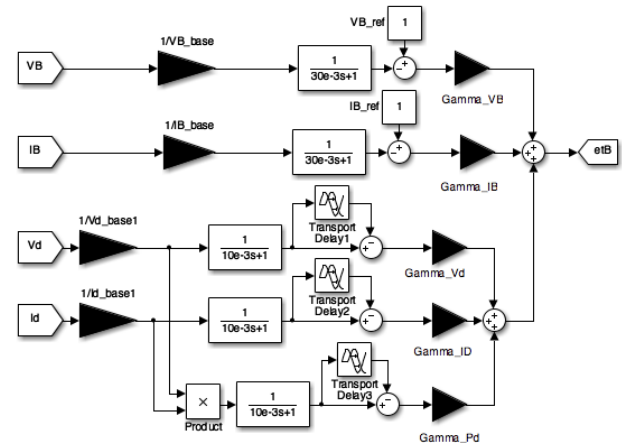 VB_ref
1
1/VB_base
VB
1
30e-3s+1
Gamma_VB
IB_ref
1
1/IB_base
IB
1
30e-3s+1
Gamma_IB
etB
1/Vd_base1
Vd
1
10e-3s+1
Transport
Delay1
Gamma_Vd
1/Id_base1
Id
1
10e-3s+1
Transport
Delay2
Gamma_ID
×
Product
1
10e-3s+1
Transport
Delay3
Gamma_Pd